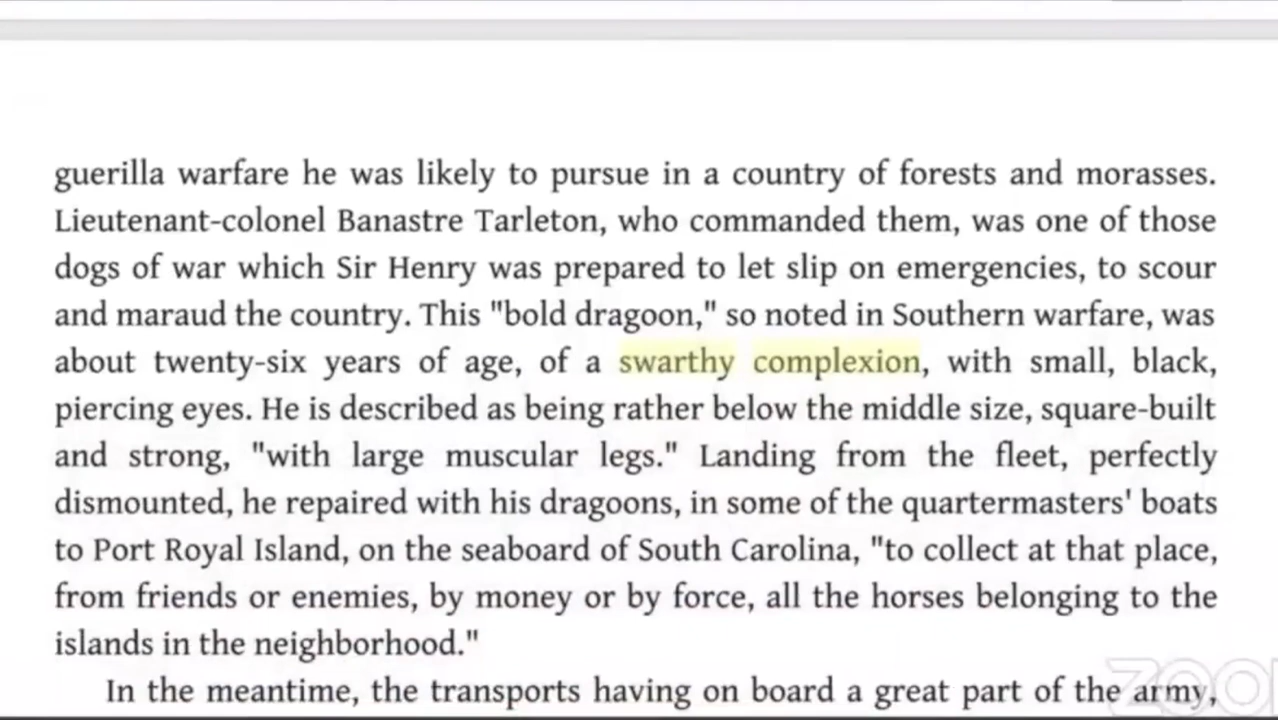 guerilla warfare he was likely to pursue in a country of forests and morasses.
Lieutenant-colonel Banastre Tarleton, who commanded them, was one of those
dogs of war which Sir Henry was prepared to let slip on emergencies, to scour
and maraud the country. This "bold dragoon," so noted in Southern warfare, was
about twenty-six years of age, of a swarthy complexion, with small, black,
piercing eyes. He is described as being rather below the middle size, square-built
and strong, "with large muscular legs." Landing from the fleet, perfectly
dismounted, he repaired with his dragoons, in some of the quartermasters' boats
to Port Royal Island, on the seaboard of South Carolina, "to collect at that place,
from friends or enemies, by money or by force, all the horses belonging to the
islands in the neighborhood."
In the meantime, the transports having on board a great part of the army,